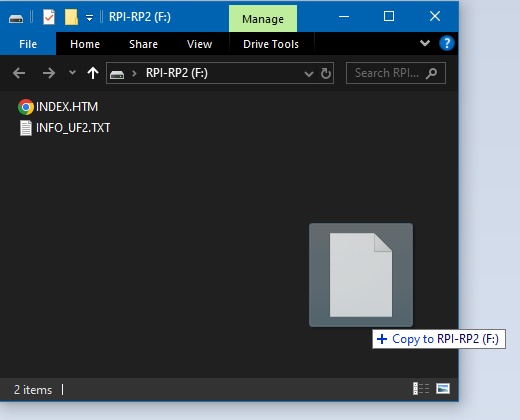 RPI-RP2 (F:)
Manage
File
Home
Share
View
Drive Tools
RPI-RP2 (F:)
Search RPI...
INDEX.HTM
INFO_UF2.TXT
Copy to RPI-RP2 (F:)
2 items